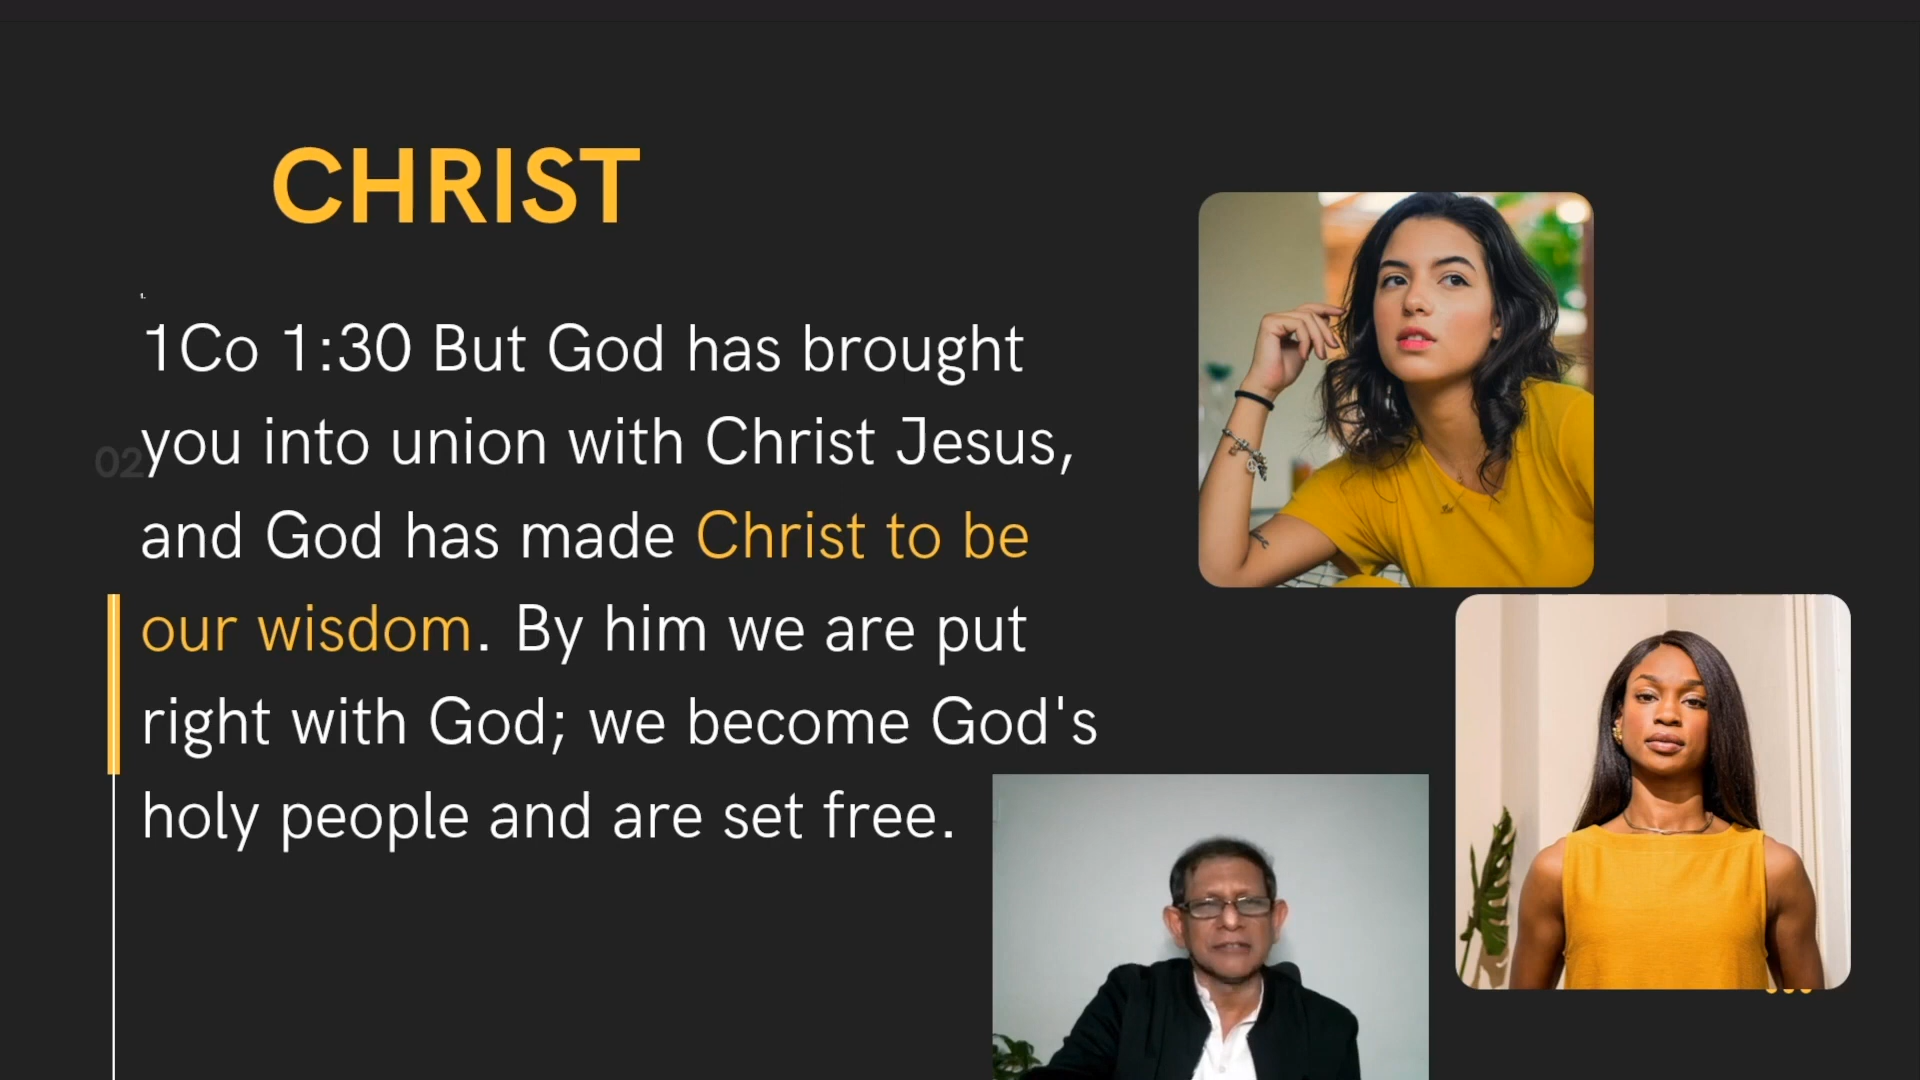 CHRIST
1Co 1:30 But God has brought
you into union with Christ Jesus,
02
and God has made Christ to be
our wisdom. By him we are put
right with God; we become God's
holy people and are set free.